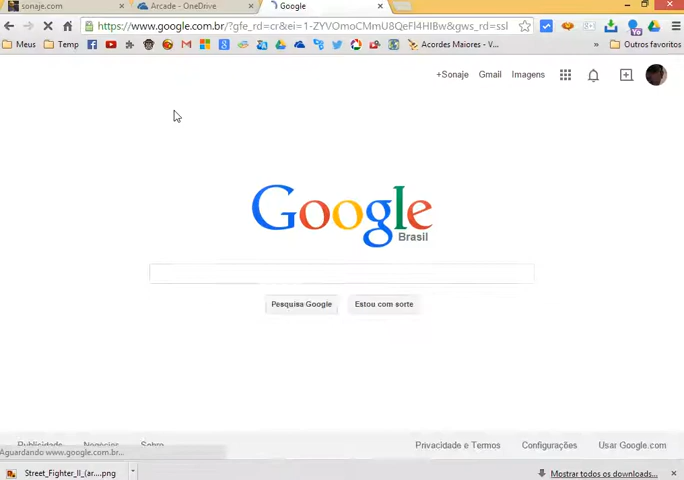 sonaje.com
Arcade - OneDrive
Google
https://www.google.com.br/?gfe_rd=cr&ei=1-ZYVOmoCMmU8QeFl4HIBw&gws_rd=ssl
Meus
Temp
Acordes Maiores - V...
»
Outros favoritos
+Sonaje
Gmail
Imagens
Google
Brasil
Pesquisa Google
Estou com sorte
Publicidade
Negócios
Sobre
Privacidade e Termos
Configurações
Usar Google.com
Aguardando www.google.com.br...
Street_Fighter_II_(ar....png
Mostrar todos os downloads...